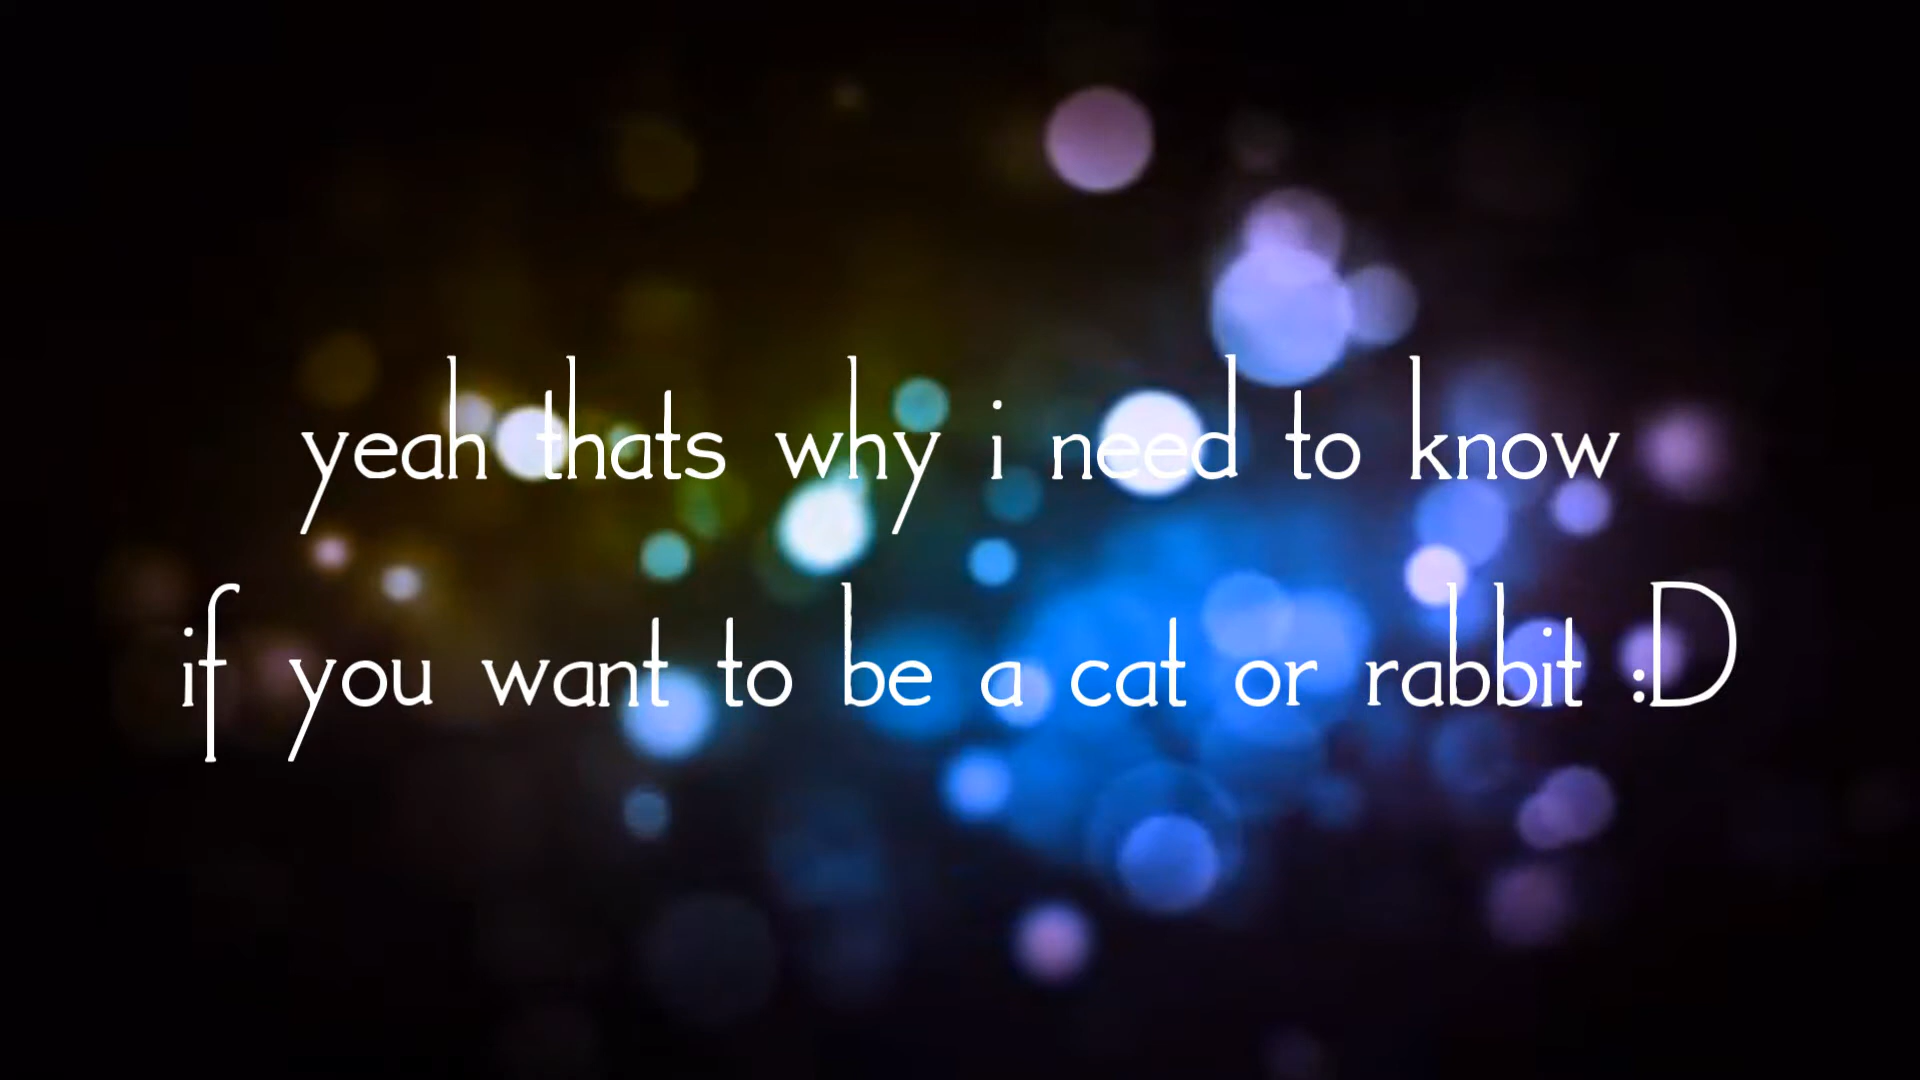 yeah thats why i need to know
if you want to be a cat or rabbit :D